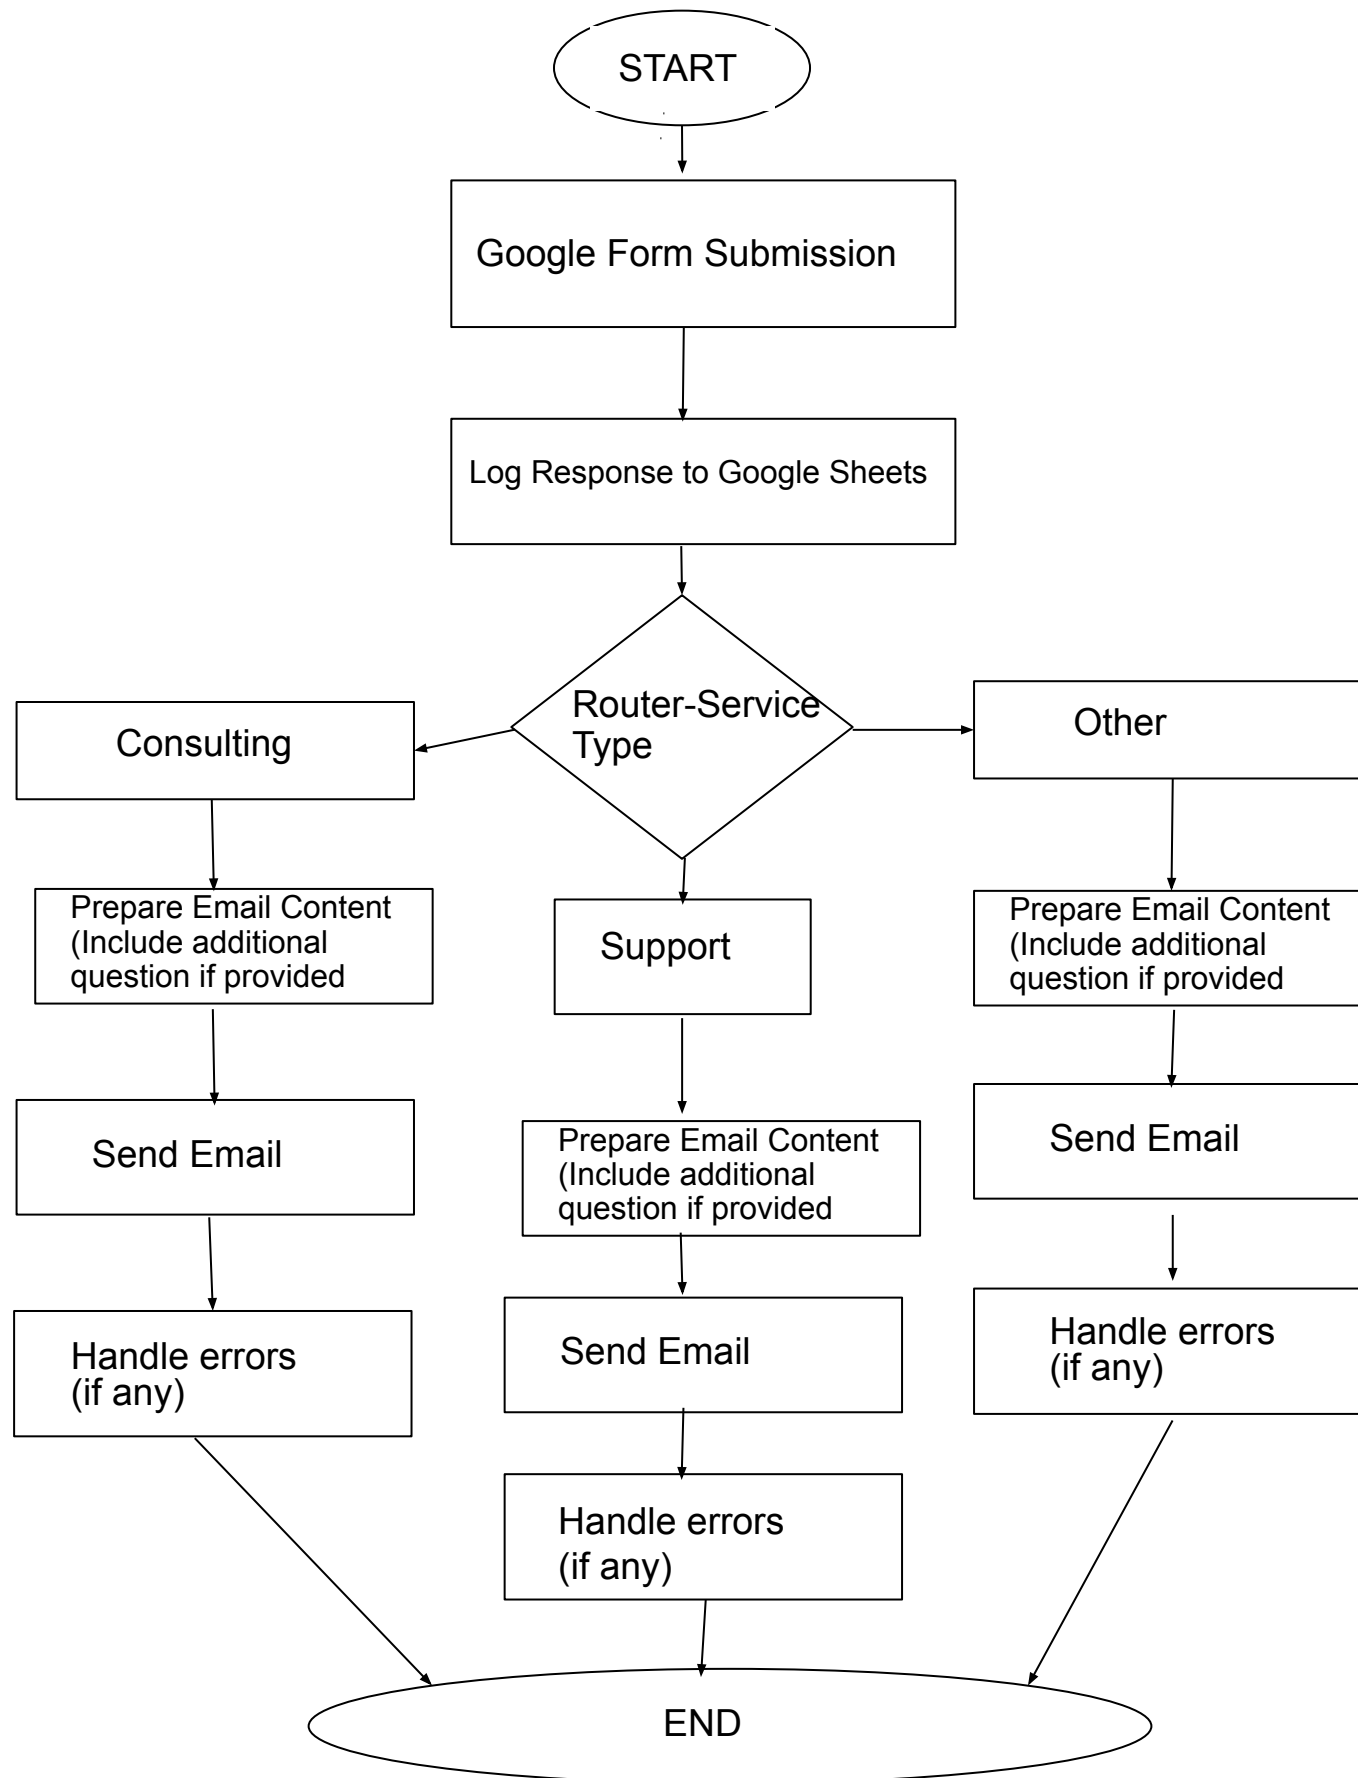 START
Google Form Submission
Log Response to Google Sheets
Router-Service
Type
Consulting
Other
Prepare Email Content
(Include additional
question if provided
Support
Prepare Email Content
(Include additional
question if provided
Send Email
Prepare Email Content
(Include additional
question if provided
Send Email
Handle errors
(if any)
Send Email
Handle errors
(if any)
Handle errors
(if any)
END